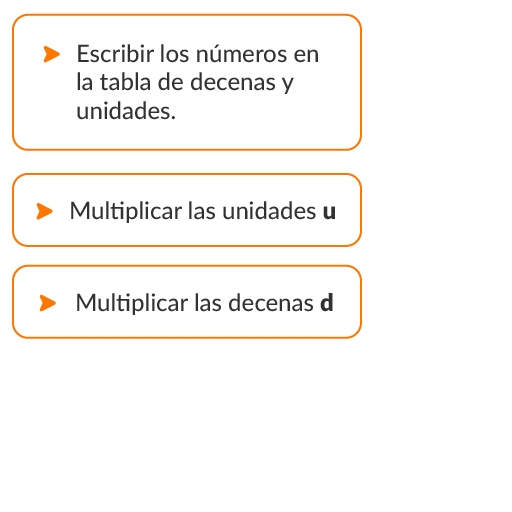 Escribir los números en
la tabla de decenas y
unidades.
Multiplicar las unidades u
Multiplicar las decenas d